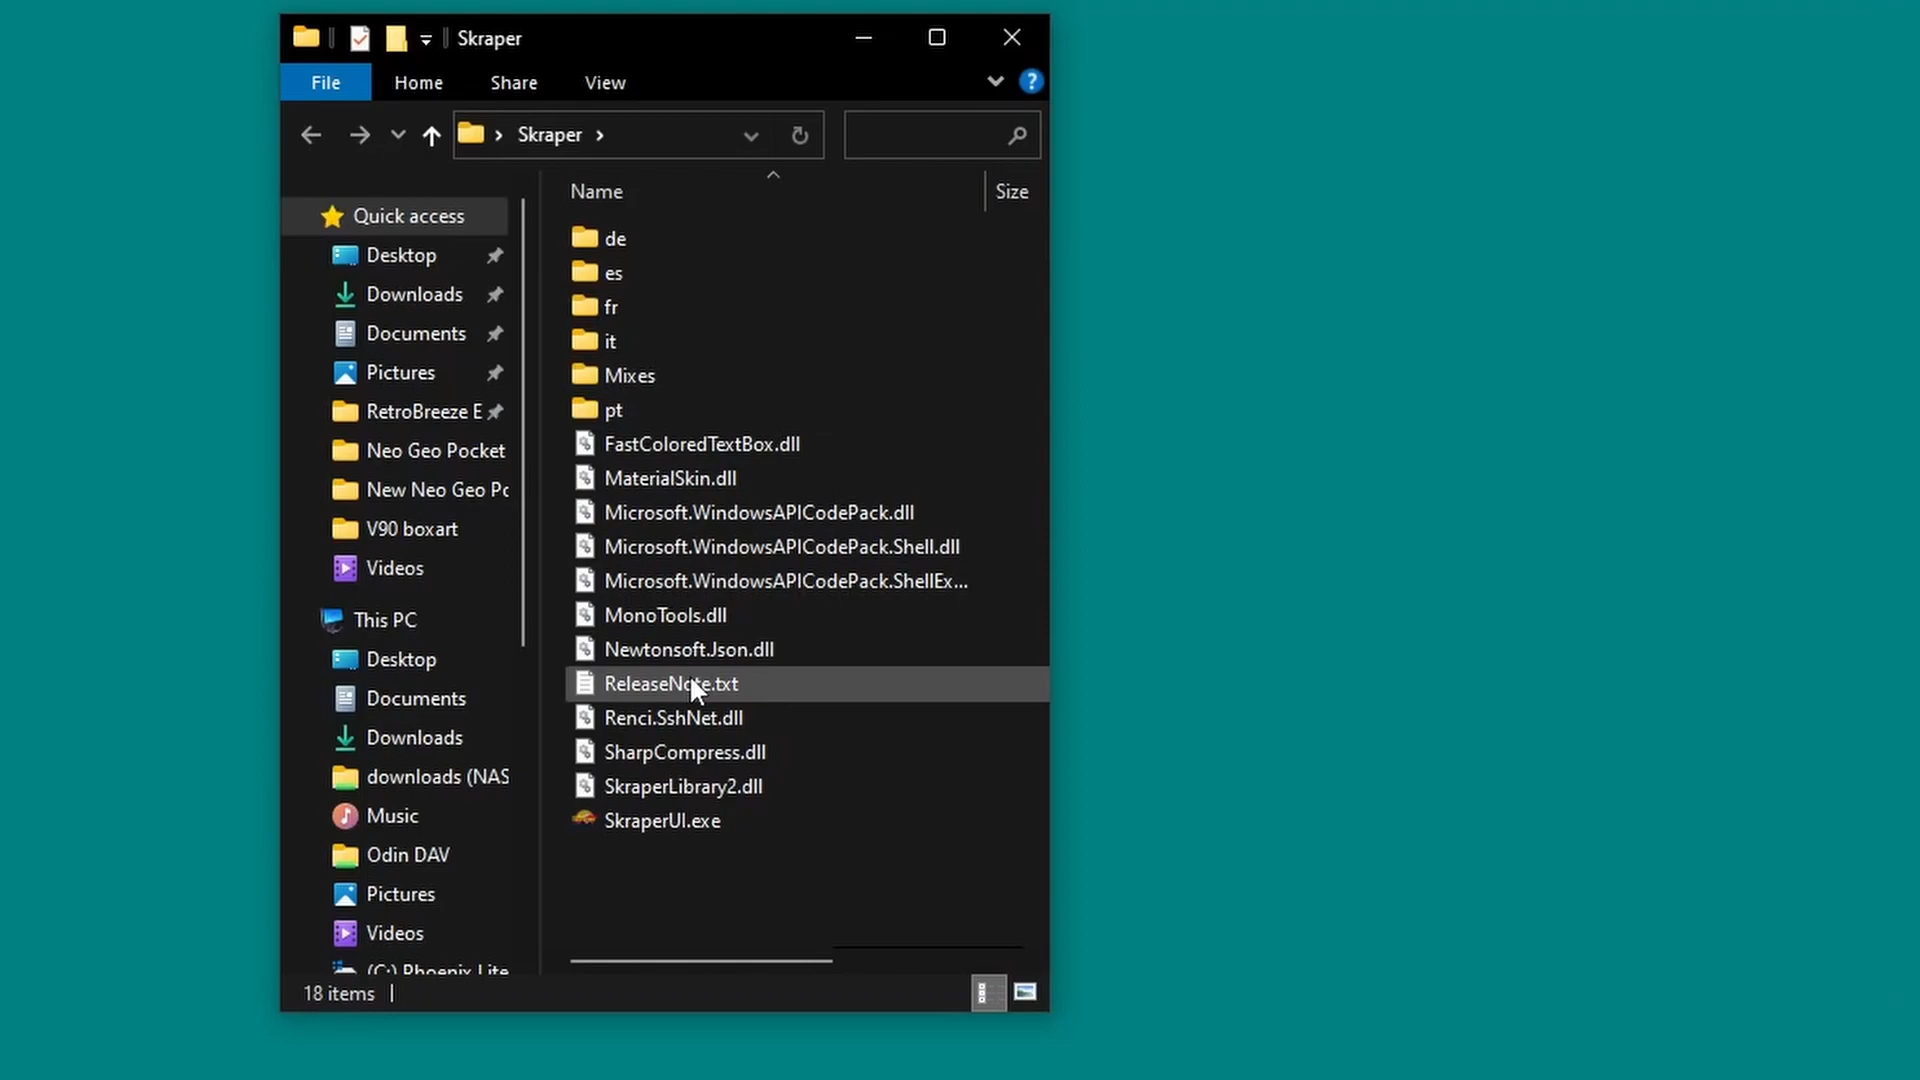 Skraper
File Home Share View
Skraper
Name Size
Quick access
Desktop
Downloads
Documents
Pictures
RetroBreeze E
Neo Geo Pocket
New Neo Geo Pc
V90 boxart
Videos
This PC
Desktop
Documents
Downloads
downloads (NAS
Music
Odin DAV
Pictures
Videos
(C:) Phoenix Lite
de
es
fr
it
Mixes
pt
FastColoredTextBox.dll
MaterialSkin.dll
Microsoft.WindowsAPICodePack.dll
Microsoft.WindowsAPICodePack.Shell.dll
Microsoft.WindowsAPICodePack.ShellEx...
MonoTools.dll
Newtonsoft.Json.dll
ReleaseNote.txt
Renci.SshNet.dll
SharpCompress.dll
SkraperLibrary2.dll
SkraperUI.exe
18 items